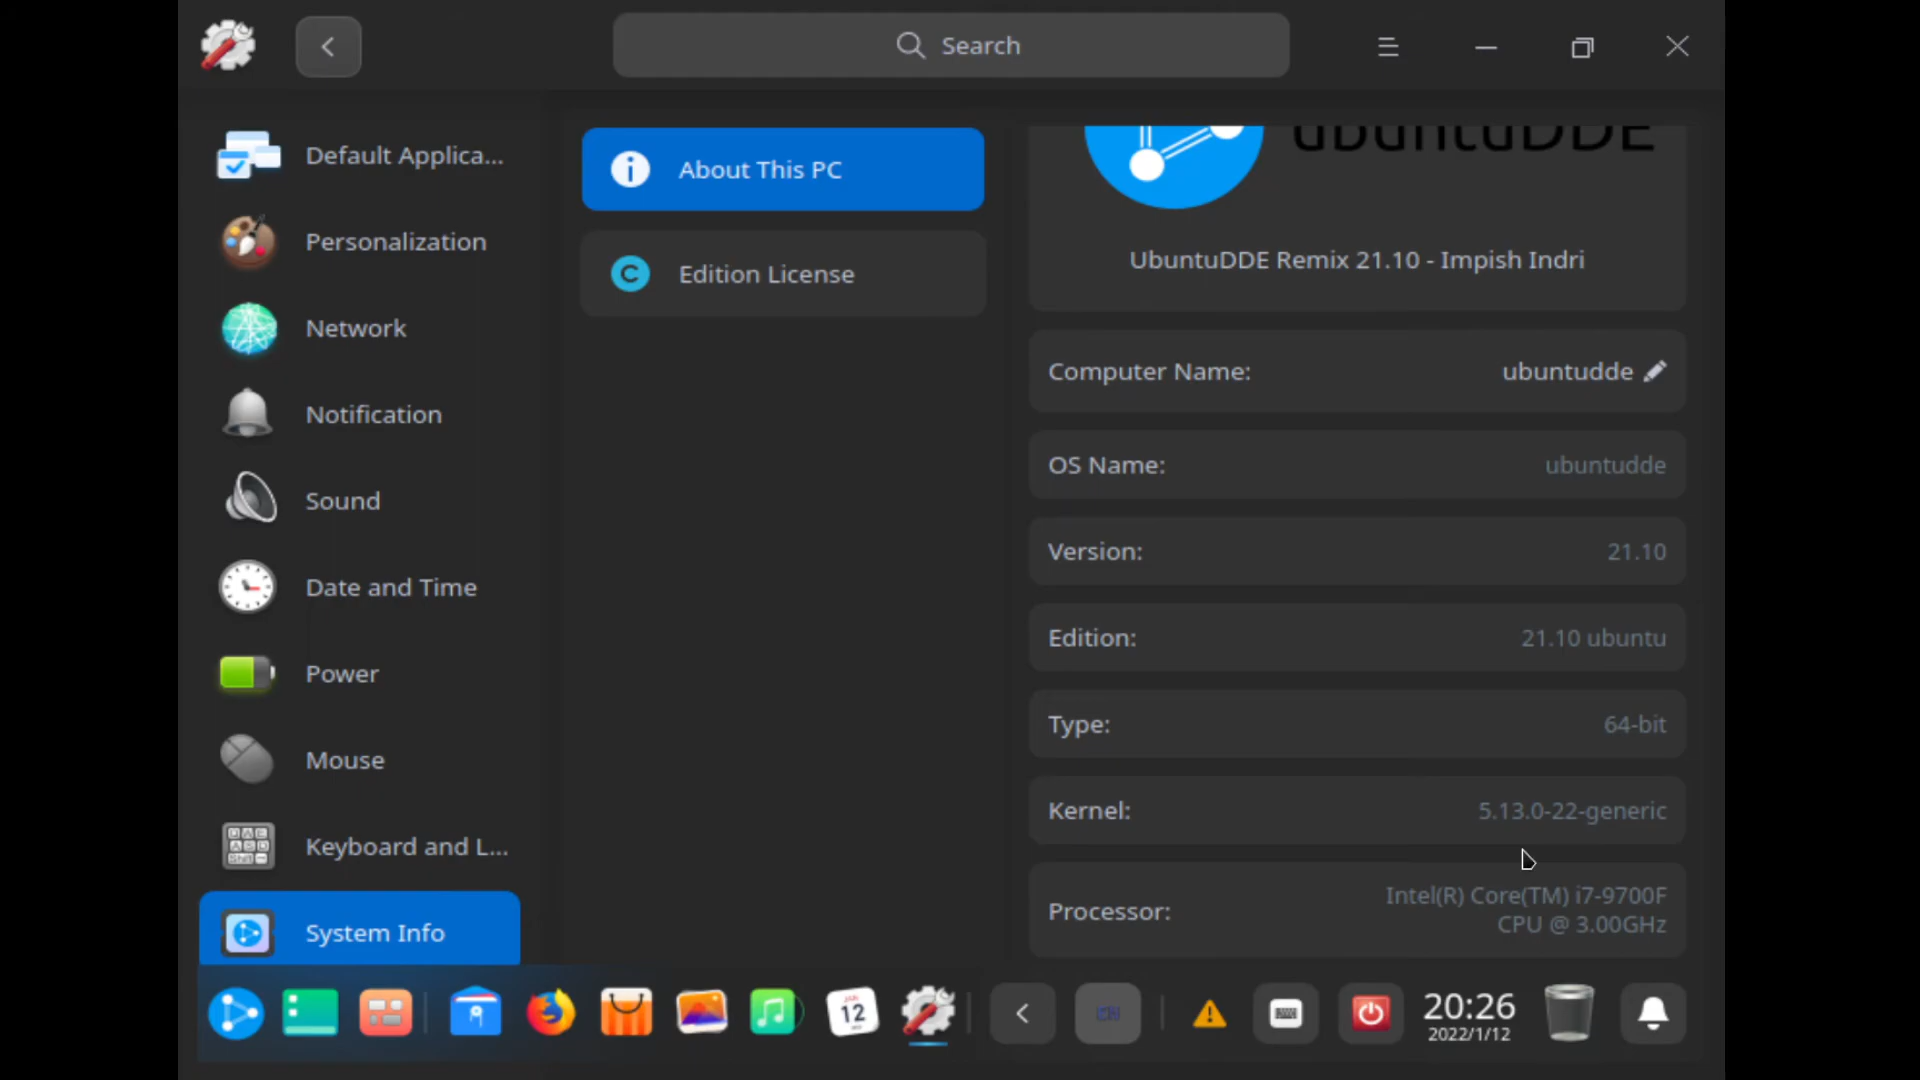 Search
Default Applica...
Personalization
Network
Notification
Sound
Date and Time
Power
Mouse
Keyboard and L...
System Info
About This PC
Edition License
ubuntuDDE
UbuntuDDE Remix 21.10 - Impish Indri
Computer Name: ubuntudde
OS Name: ubuntudde
Version: 21.10
Edition: 21.10 ubuntu
Type: 64-bit
Kernel: 5.13.0-22-generic
Processor: Intel(R) Core(TM) i7-9700F
CPU @ 3.00GHz
JAN
12
20:26
2022/1/12